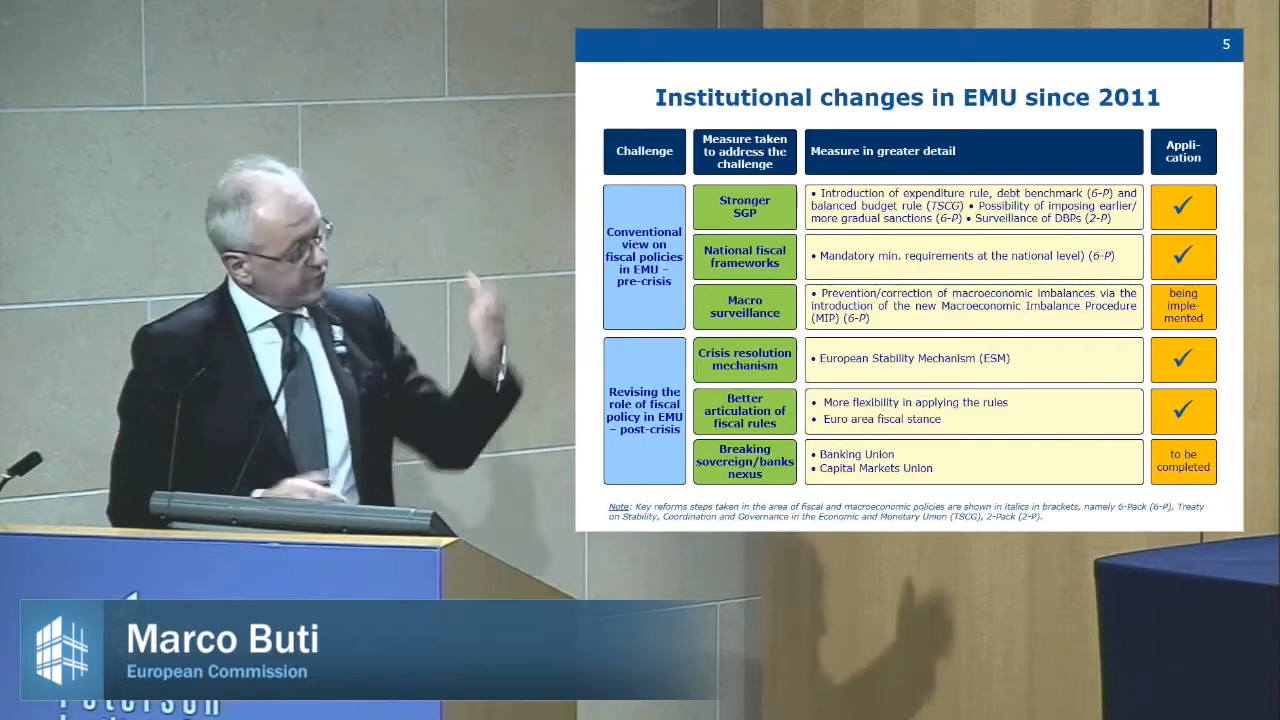 5
Institutional changes in EMU since 2011
Challenge
Measure taken
to address the
challenge
Measure in greater detail
Appli-
cation
Conventional
view on
fiscal policies
in EMU –
pre-crisis
Stronger
SGP
• Introduction of expenditure rule, debt benchmark (6-P) and
balanced budget rule (TSCG) • Possibility of imposing earlier/
more gradual sanctions (6-P) • Surveillance of DBPs (2-P)
✓
National fiscal
frameworks
• Mandatory min. requirements at the national level) (6-P)
✓
Macro
surveillance
• Prevention/correction of macroeconomic imbalances via the
introduction of the new Macroeconomic Imbalance Procedure
(MIP) (6-P)
being
imple-
mented
Revising the
role of fiscal
policy in EMU
– post-crisis
Crisis resolution
mechanism
• European Stability Mechanism (ESM)
✓
Better
articulation of
fiscal rules
• More flexibility in applying the rules
• Euro area fiscal stance
✓
Breaking
sovereign/banks
nexus
• Banking Union
• Capital Markets Union
to be
completed
Note: Key reforms steps taken in the area of fiscal and macroeconomic policies are shown in italics in brackets, namely 6-Pack (6-P), Treaty
on Stability, Coordination and Governance in the Economic and Monetary Union (TSCG), 2-Pack (2-P).
Marco Buti
European Commission
Peterson